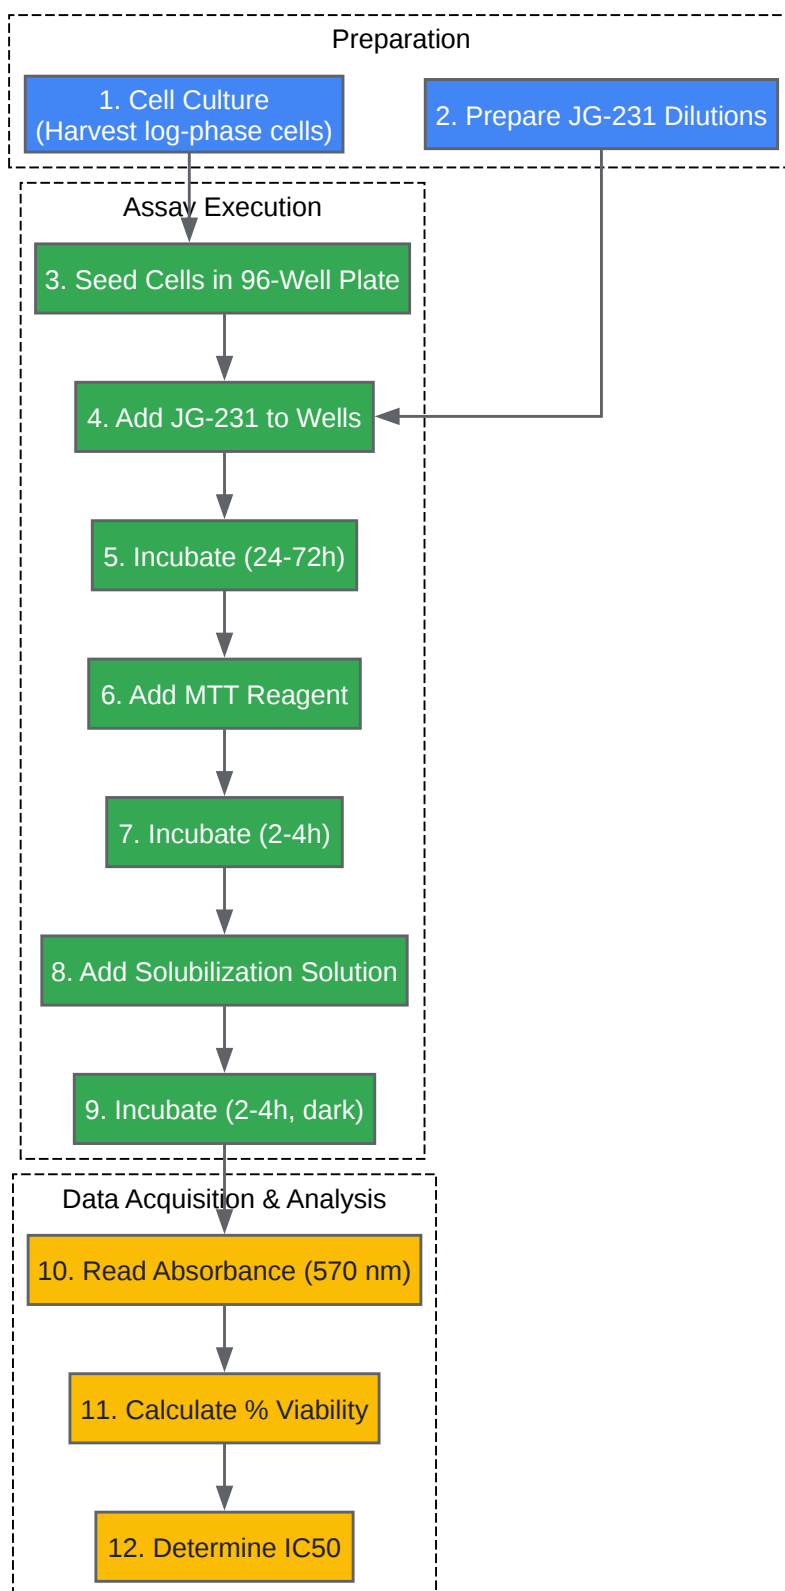 Preparation
1. Cell Culture
(Harvest log-phase cells)
2. Prepare JG-231 Dilutions
Assay Execution
3. Seed Cells in 96-Well Plate
4. Add JG-231 to Wells
5. Incubate (24-72h)
6. Add MTT Reagent
7. Incubate (2-4h)
8. Add Solubilization Solution
9. Incubate (2-4h, dark)
Data Acquisition & Analysis
10. Read Absorbance (570 nm)
11. Calculate % Viability
12. Determine IC50